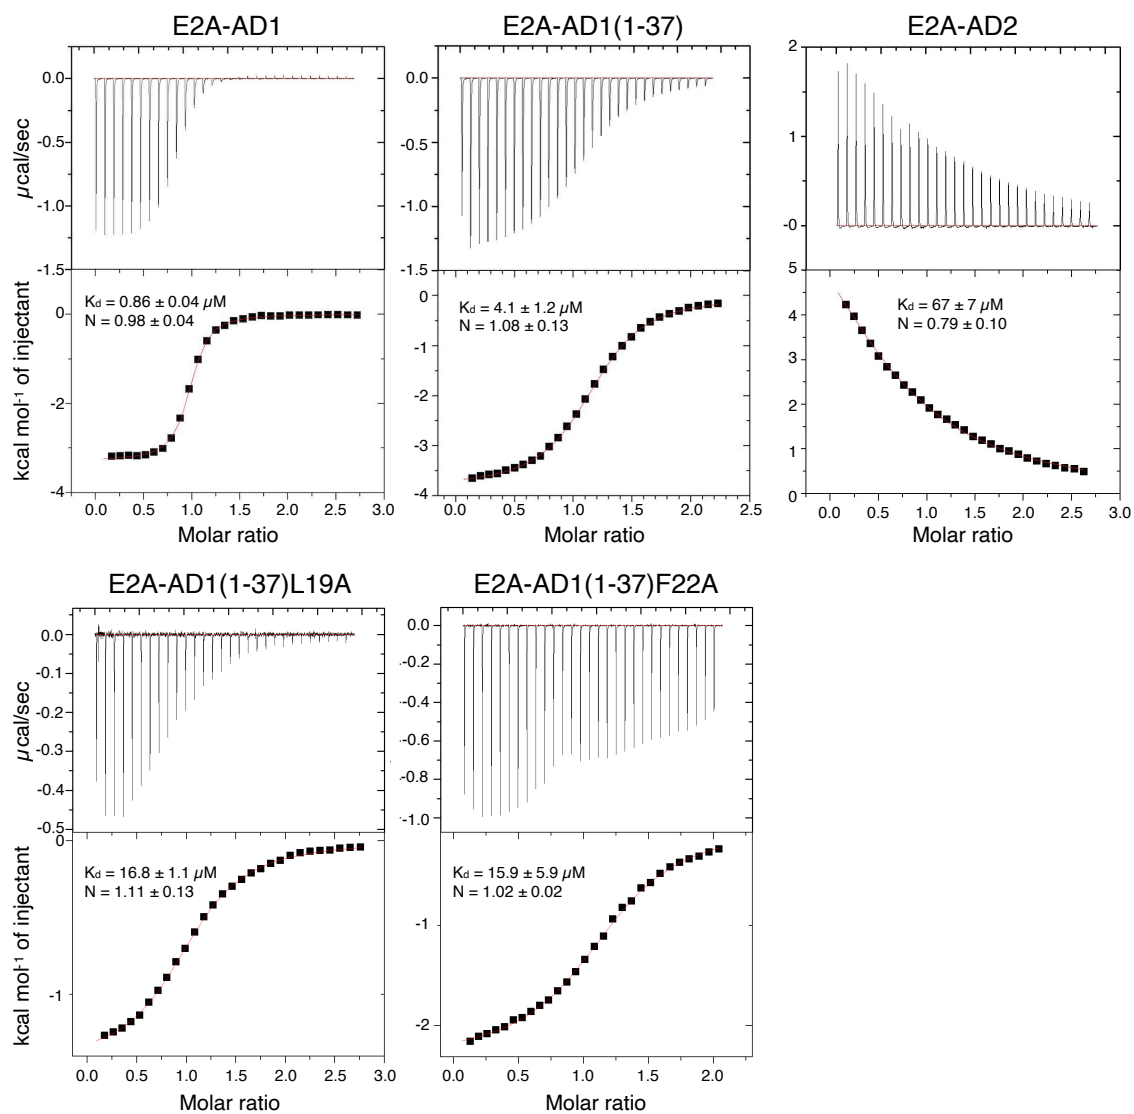 E2A-AD1
E2A-AD1(1-37)
E2A-AD2
0.0
-0.5
-1.0
-1.5
µcal/sec
0.0
-0.5
-1.0
-1.5
2
1
-0
5
0
-2
-4
kcal mol-1 of injectant
Kd = 0.86 ± 0.04 µM
N = 0.98 ± 0.04
0.0 0.5 1.0 1.5 2.0 2.5 3.0
Molar ratio
0
-1
-2
-3
-4
Kd = 4.1 ± 1.2 µM
N = 1.08 ± 0.13
0.0 0.5 1.0 1.5 2.0 2.5
Molar ratio
4
3
2
1
0
Kd = 67 ± 7 µM
N = 0.79 ± 0.10
0.0 0.5 1.0 1.5 2.0 2.5 3.0
Molar ratio
E2A-AD1(1-37)L19A
E2A-AD1(1-37)F22A
0.0
-0.1
-0.2
-0.3
-0.4
-0.5
µcal/sec
0.0
-0.2
-0.4
-0.6
-0.8
-1.0
0
-1
kcal mol-1 of injectant
Kd = 16.8 ± 1.1 µM
N = 1.11 ± 0.13
0.0 0.5 1.0 1.5 2.0 2.5 3.0
Molar ratio
-1
-2
Kd = 15.9 ± 5.9 µM
N = 1.02 ± 0.02
0.0 0.5 1.0 1.5 2.0
Molar ratio